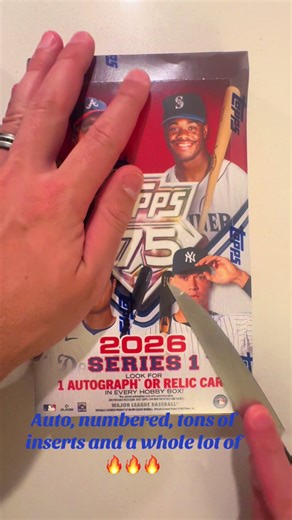 TOPPS
75
2026
SERIES 1
LOOK FOR
1 AUTOGRAPH OR RELIC CAR
IN EVERY HOBBY BOX!
MAJOR LEAGUE BASEBALL
Auto, numbered, tons of
inserts and a whole lot of
🔥🔥🔥